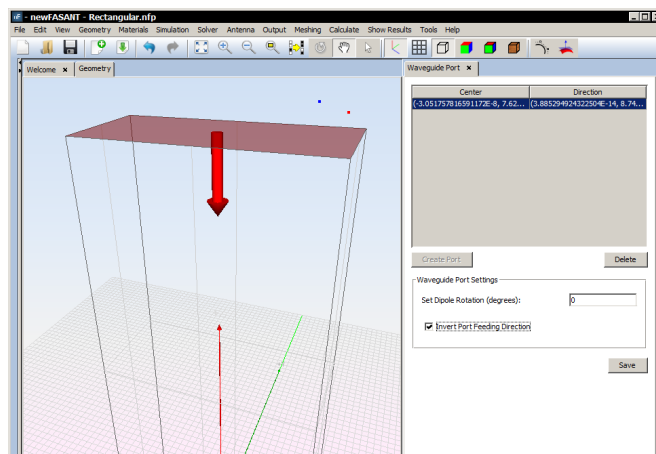 nF - newFASANT - Rectangular.nfp
File Edit View Geometry Materials Simulation Solver Antenna Output Meshing Calculate Show Results Tools Help
Welcome × Geometry
Waveguide Port ×
Center Direction
(-3.051757816591172E-8, 7.62... (3.885294924322504E-14, 8.74...
Create Port Delete
Waveguide Port Settings
Set Dipole Rotation (degrees): 0
Invert Port Feeding Direction
Save